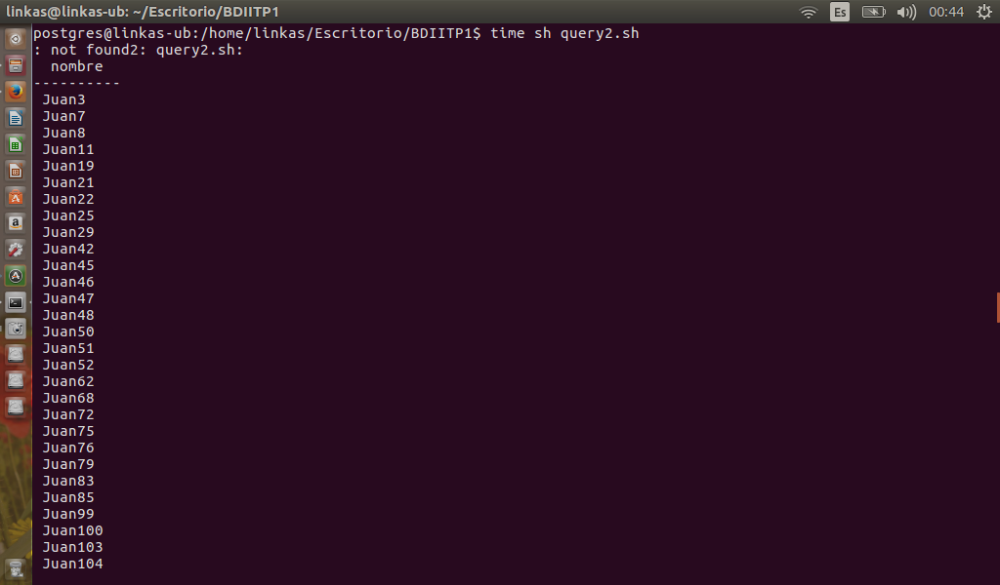 linkas@linkas-ub: ~/Escritorio/BDIITP1
Es
00:44
postgres@linkas-ub:/home/linkas/Escritorio/BDIITP1$ time sh query2.sh
: not found2: query2.sh:
nombre
----------
Juan3
Juan7
Juan8
Juan11
Juan19
Juan21
Juan22
Juan25
Juan29
Juan42
Juan45
Juan46
Juan47
Juan48
Juan50
Juan51
Juan52
Juan62
Juan68
Juan72
Juan75
Juan76
Juan79
Juan83
Juan85
Juan99
Juan100
Juan103
Juan104